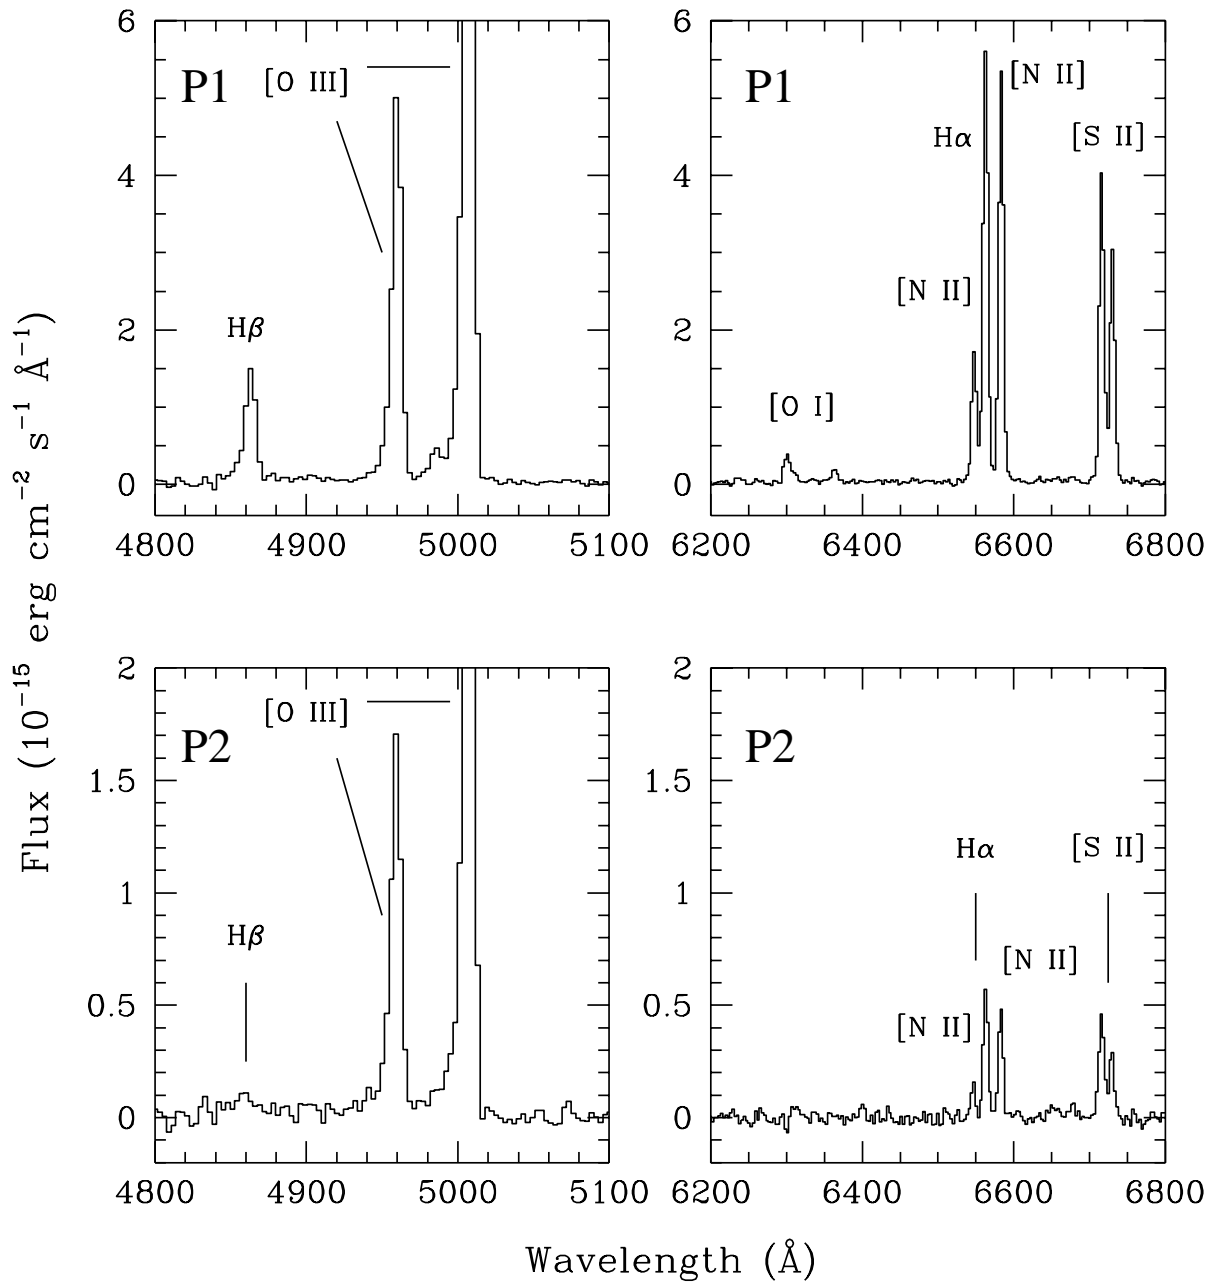 6
4
2
0
P1
[O III]
Hβ
4800 4900 5000 5100
6
4
2
0
P1
[N II]
Hα
[S II]
[N II]
[O I]
6200 6400 6600 6800
2
1.5
1
0.5
0
[O III]
P2
Hβ
4800 4900 5000 5100
2
1.5
1
0.5
0
P2
Hα
[S II]
[N II]
[N II]
6200 6400 6600 6800
Flux (10⁻¹⁵ erg cm⁻² s⁻¹ Å⁻¹)
Wavelength (Å)